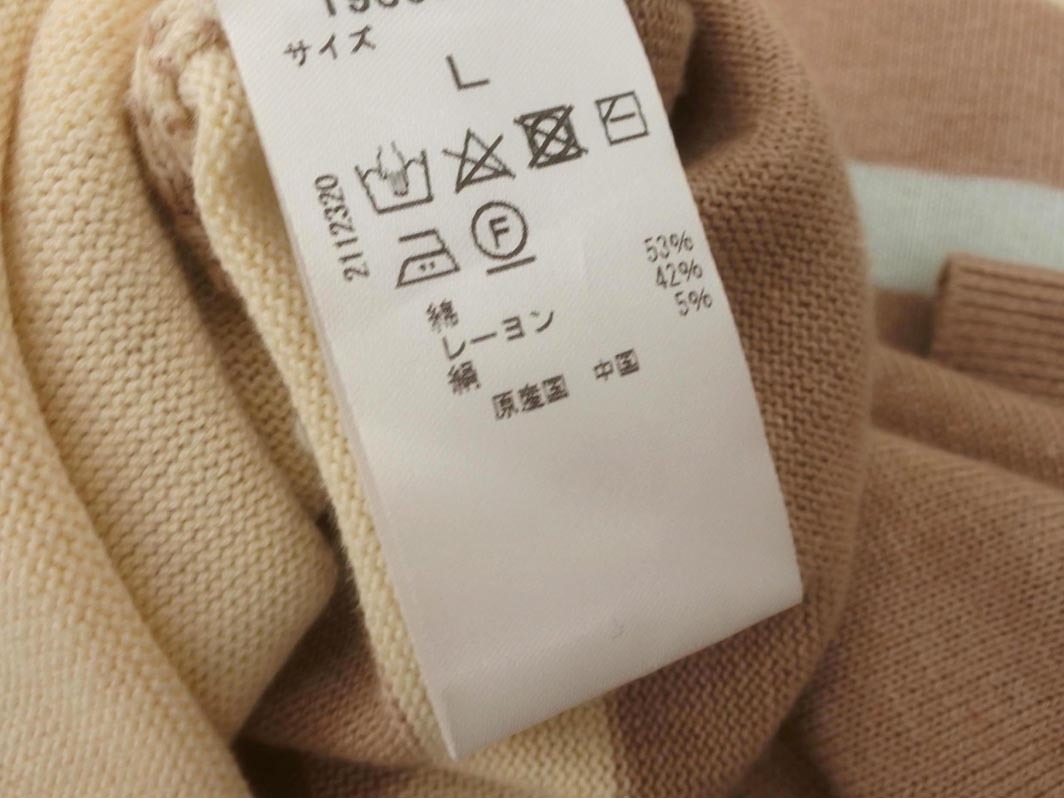 サイズ
L
2112320
F
綿 53%
レーヨン 42%
絹 5%
原産国 中国